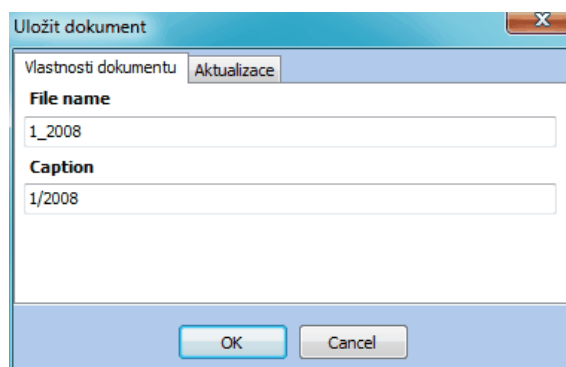 Uložit dokument
Vlastnosti dokumentu Aktualizace
File name
1_2008
Caption
1/2008
OK Cancel